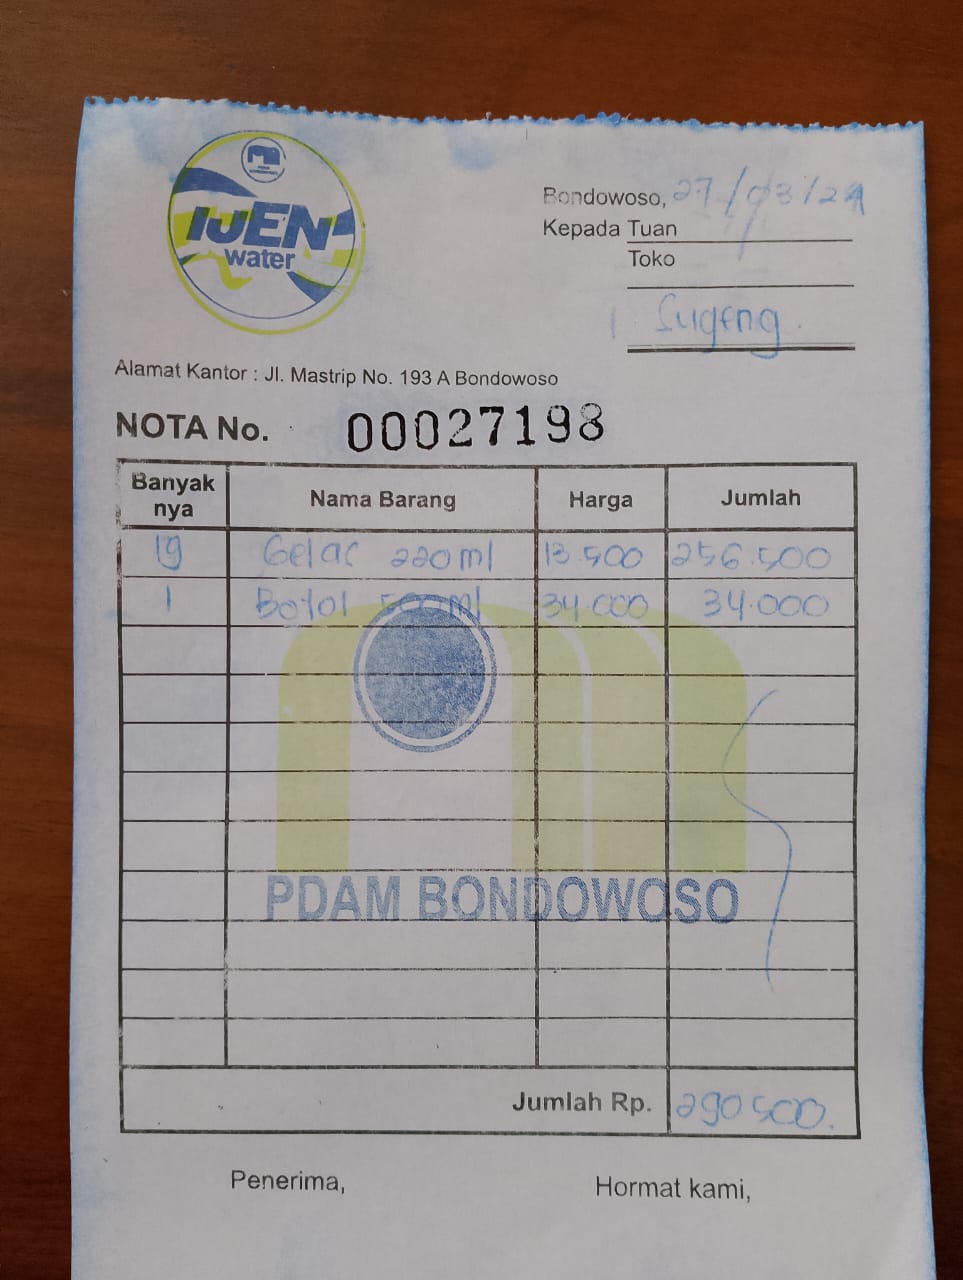 IJEN
water
Bondowoso, 27/03/24
Kepada Tuan
Toko
Sugeng
Alamat Kantor : Jl. Mastrip No. 193 A Bondowoso
NOTA No. 00027198
Banyak nya Nama Barang Harga Jumlah
19 Gelas 220ml 13.500 256.500
1 Botol 500ml 34.000 34.000
PDAM BONDOWOSO
Jumlah Rp. 290.500
Penerima, Hormat kami,